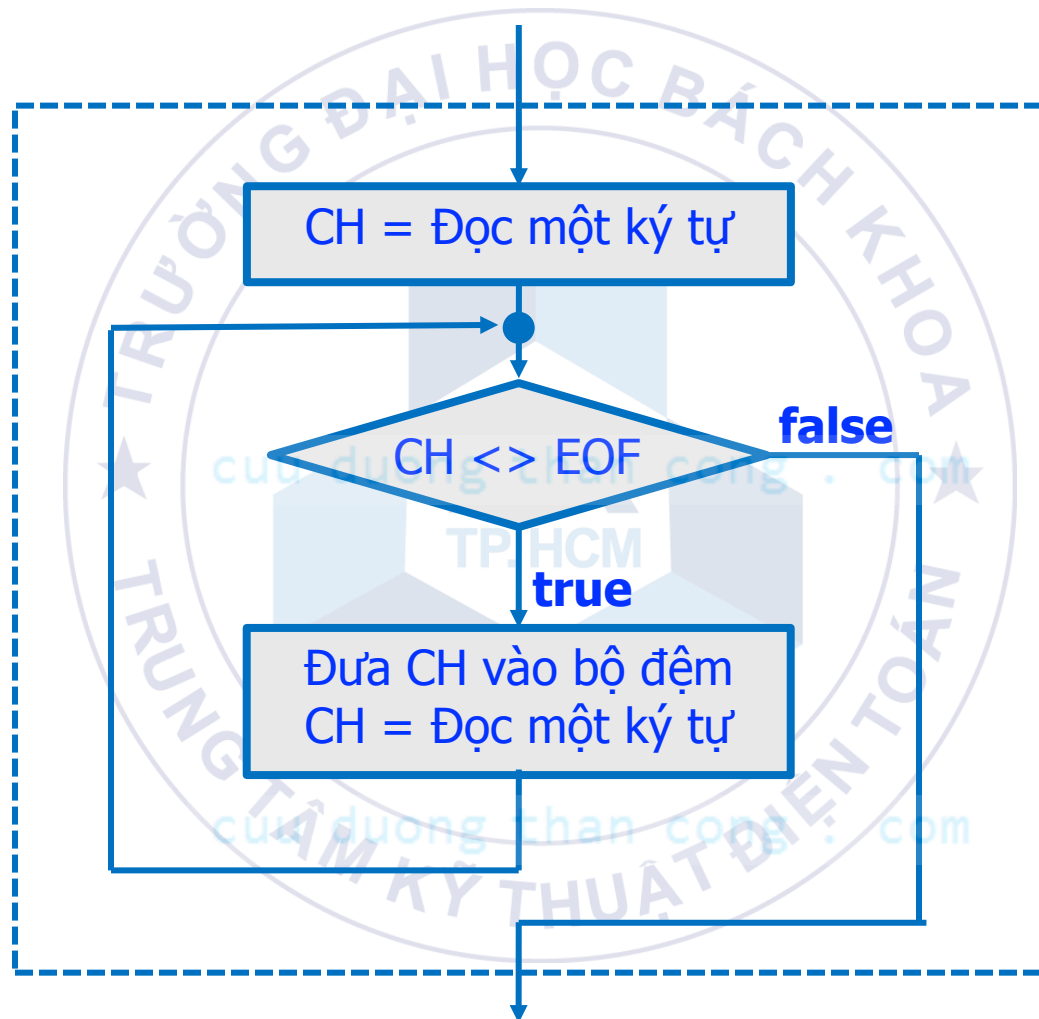 TRƯỜNG ĐẠI HỌC BÁCH KHOA
CH = Đọc một ký tự
CH <> EOF
false
cuu duong than cong . com
TP.HCM
true
Đưa CH vào bộ đệm
CH = Đọc một ký tự
cuu duong than cong . com
TRUNG TÂM KỸ THUẬT ĐIỆN TOÁN